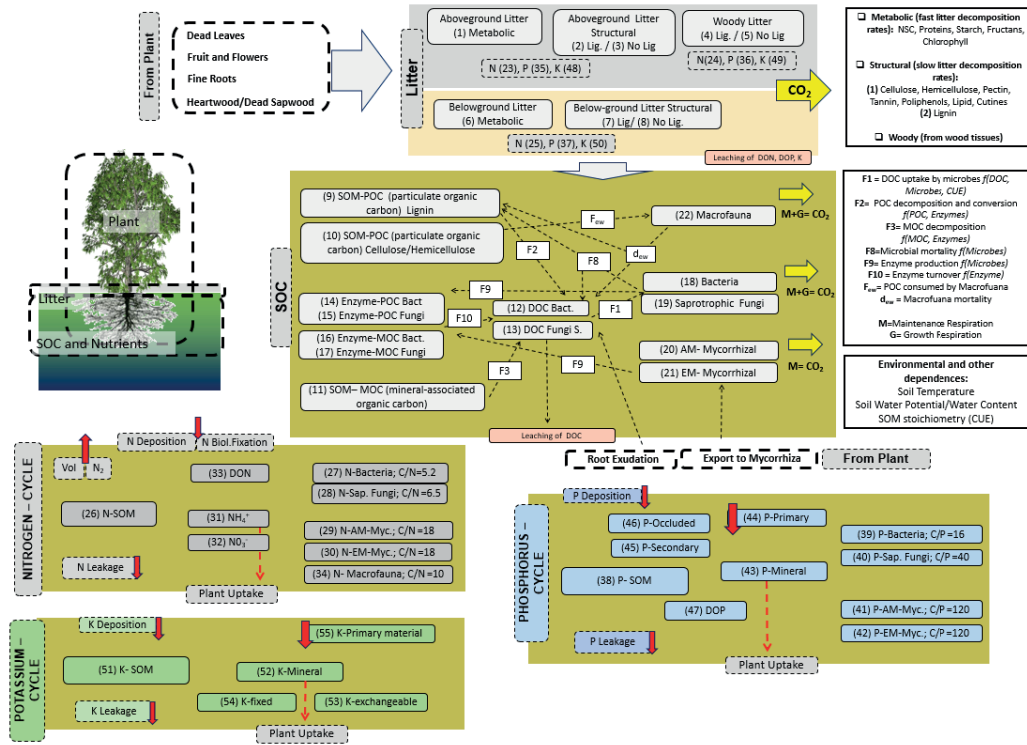 From Plant
Dead Leaves
Fruit and Flowers
Fine Roots
Heartwood/Dead Sapwood
Litter
Aboveground Litter
(1) Metabolic
Aboveground Litter
Structural
(2) Lig. / (3) No Lig
Woody Litter
(4) Lig. / (5) No Lig
N (23), P (35), K (48)
N(24), P (36), K (49)
Belowground Litter
(6) Metabolic
Below-ground Litter Structural
(7) Lig/ (8) No Lig.
N (25), P (37), K (50)
CO2
Leaching of DON, DOP, K
❑ Metabolic (fast litter decomposition
rates): NSC, Proteins, Starch, Fructans,
Chlorophyll
❑ Structural (slow litter decomposition
rates):
(1) Cellulose, Hemicellulose, Pectin,
Tannin, Poliphenols, Lipid, Cutines
(2) Lignin
❑ Woody (from wood tissues)
Plant
Litter
SOC and Nutrients
SOC
(9) SOM-POC (particulate organic
carbon) Lignin
(10) SOM-POC (particulate organic
carbon) Cellulose/Hemicellulose
(14) Enzyme-POC Bact
(15) Enzyme-POC Fungi
(16) Enzyme-MOC Bact.
(17) Enzyme-MOC Fungi
(11) SOM– MOC (mineral-associated
organic carbon)
(12) DOC Bact.
(13) DOC Fungi S.
(22) Macrofauna
(18) Bacteria
(19) Saprotrophic Fungi
(20) AM- Mycorrhizal
(21) EM- Mycorrhizal
Few
F2
F8
dew
F9
F10
F1
F3
F9
M+G= CO2
M+G= CO2
M= CO2
Leaching of DOC
Root Exudation
Export to Mycorrhiza
From Plant
F1 = DOC uptake by microbes f(DOC,
Microbes, CUE)
F2= POC decomposition and conversion
f(POC, Enzymes)
F3= MOC decomposition
f(MOC, Enzymes)
F8=Microbial mortality f(Microbes)
F9= Enzyme production f(Microbes)
F10 = Enzyme turnover f(Enzyme)
Few = POC consumed by Macrofauna
dew = Macrofuana mortality
M=Maintenance Respiration
G= Growth Respiration
Environmental and other
dependences:
Soil Temperature
Soil Water Potential/Water Content
SOM stoichiometry (CUE)
NITROGEN – CYCLE
N Deposition
N Biol.Fixation
Vol
N2
(33) DON
(26) N-SOM
(31) NH4+
(32) N03-
(27) N-Bacteria; C/N=5.2
(28) N-Sap. Fungi; C/N=6.5
(29) N-AM-Myc.; C/N=18
(30) N-EM-Myc.; C/N=18
(34) N- Macrofauna; C/N=10
N Leakage
Plant Uptake
POTASSIUM –
CYCLE
K Deposition
(55) K-Primary material
(51) K- SOM
(52) K-Mineral
(54) K-fixed
(53) K-exchangeable
K Leakage
Plant Uptake
PHOSPHORUS –
CYCLE
P Deposition
(46) P-Occluded
(44) P-Primary
(45) P-Secondary
(38) P- SOM
(43) P-Mineral
(47) DOP
(39) P-Bacteria; C/P=16
(40) P-Sap. Fungi; C/P=40
(41) P-AM-Myc.; C/P=120
(42) P-EM-Myc.; C/P=120
P Leakage
Plant Uptake